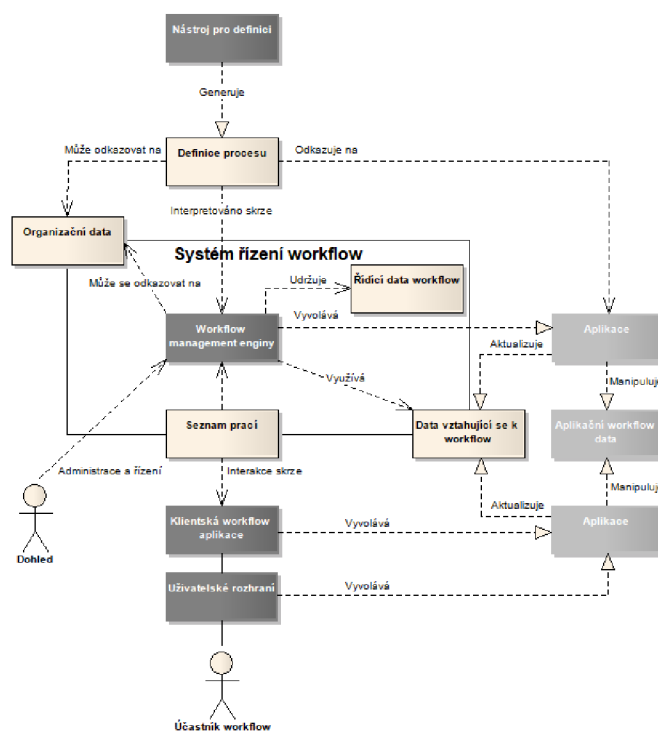 Nástroj pro definici
Generuje
Může odkazovat na
Definice procesu
Odkazuje na
Interpretováno skrze
Organizační data
Systém řízení workflow
Může se odkazovat na
Udržuje
Řídící data workflow
Workflow
management enginy
Vyvolává
Aplikace
Aktualizuje
Manipuluje
Využívá
Seznam prací
Data vztahující se k
workflow
Aplikační workflow
data
Administrace a řízení
Interakce skrze
Aktualizuje
Manipuluje
Klientská workflow
aplikace
Vyvolává
Aplikace
Dohled
Uživatelské rozhraní
Vyvolává
Účastník workflow